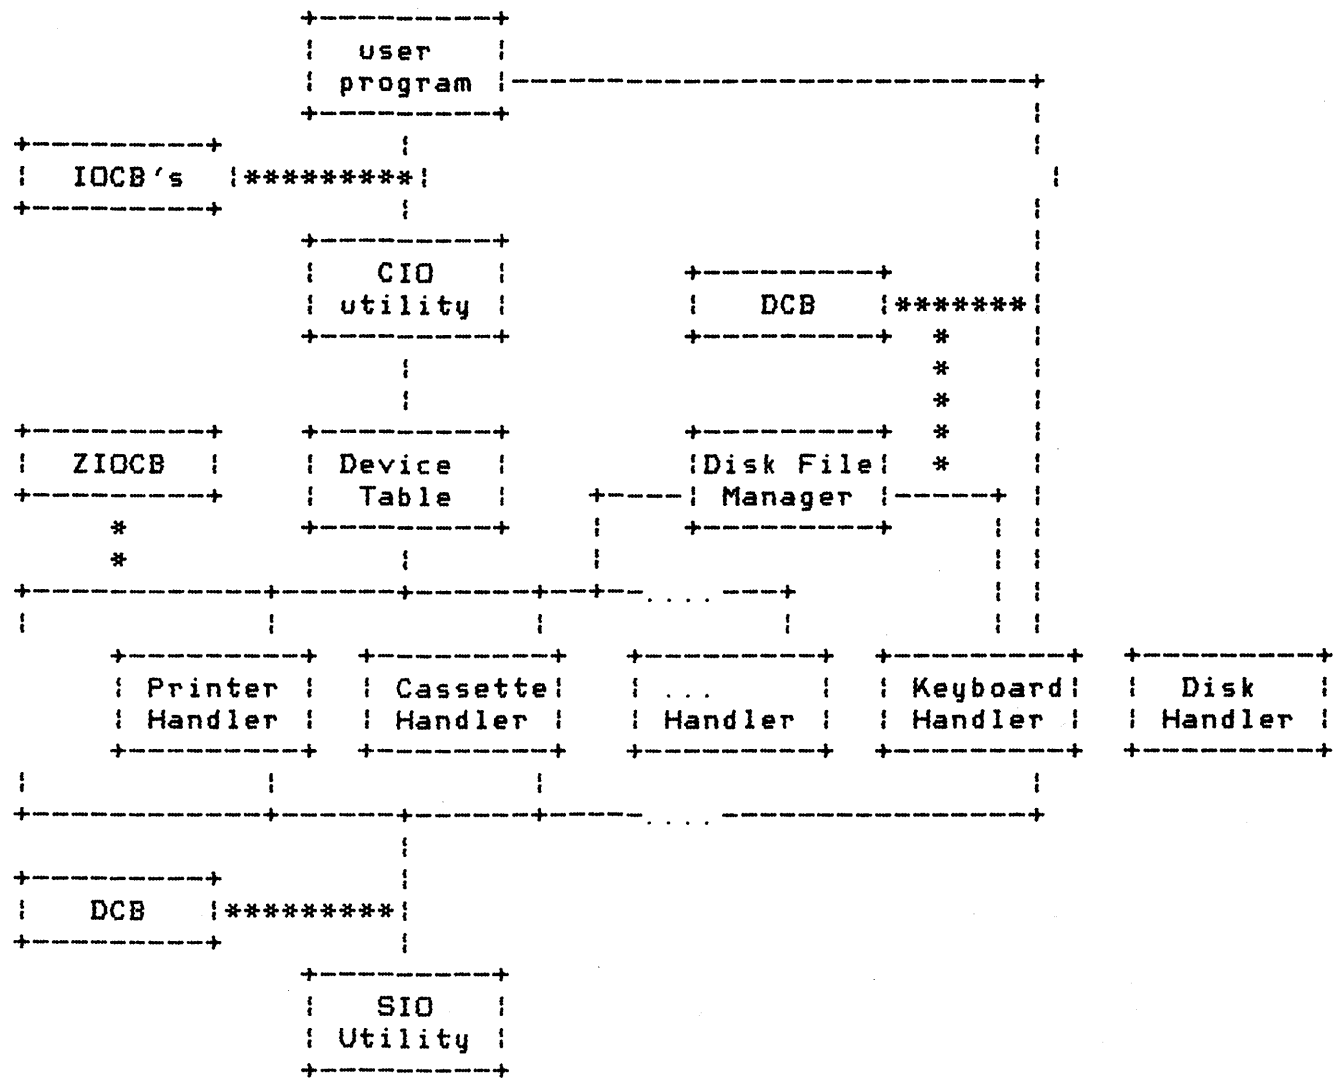 user
program
IOCB's
CIO
utility
DCB
ZIOCB
Device
Table
Disk File
Manager
....
Printer
Handler
Cassette
Handler
...
Handler
Keyboard
Handler
Disk
Handler
....
DCB
SIO
Utility